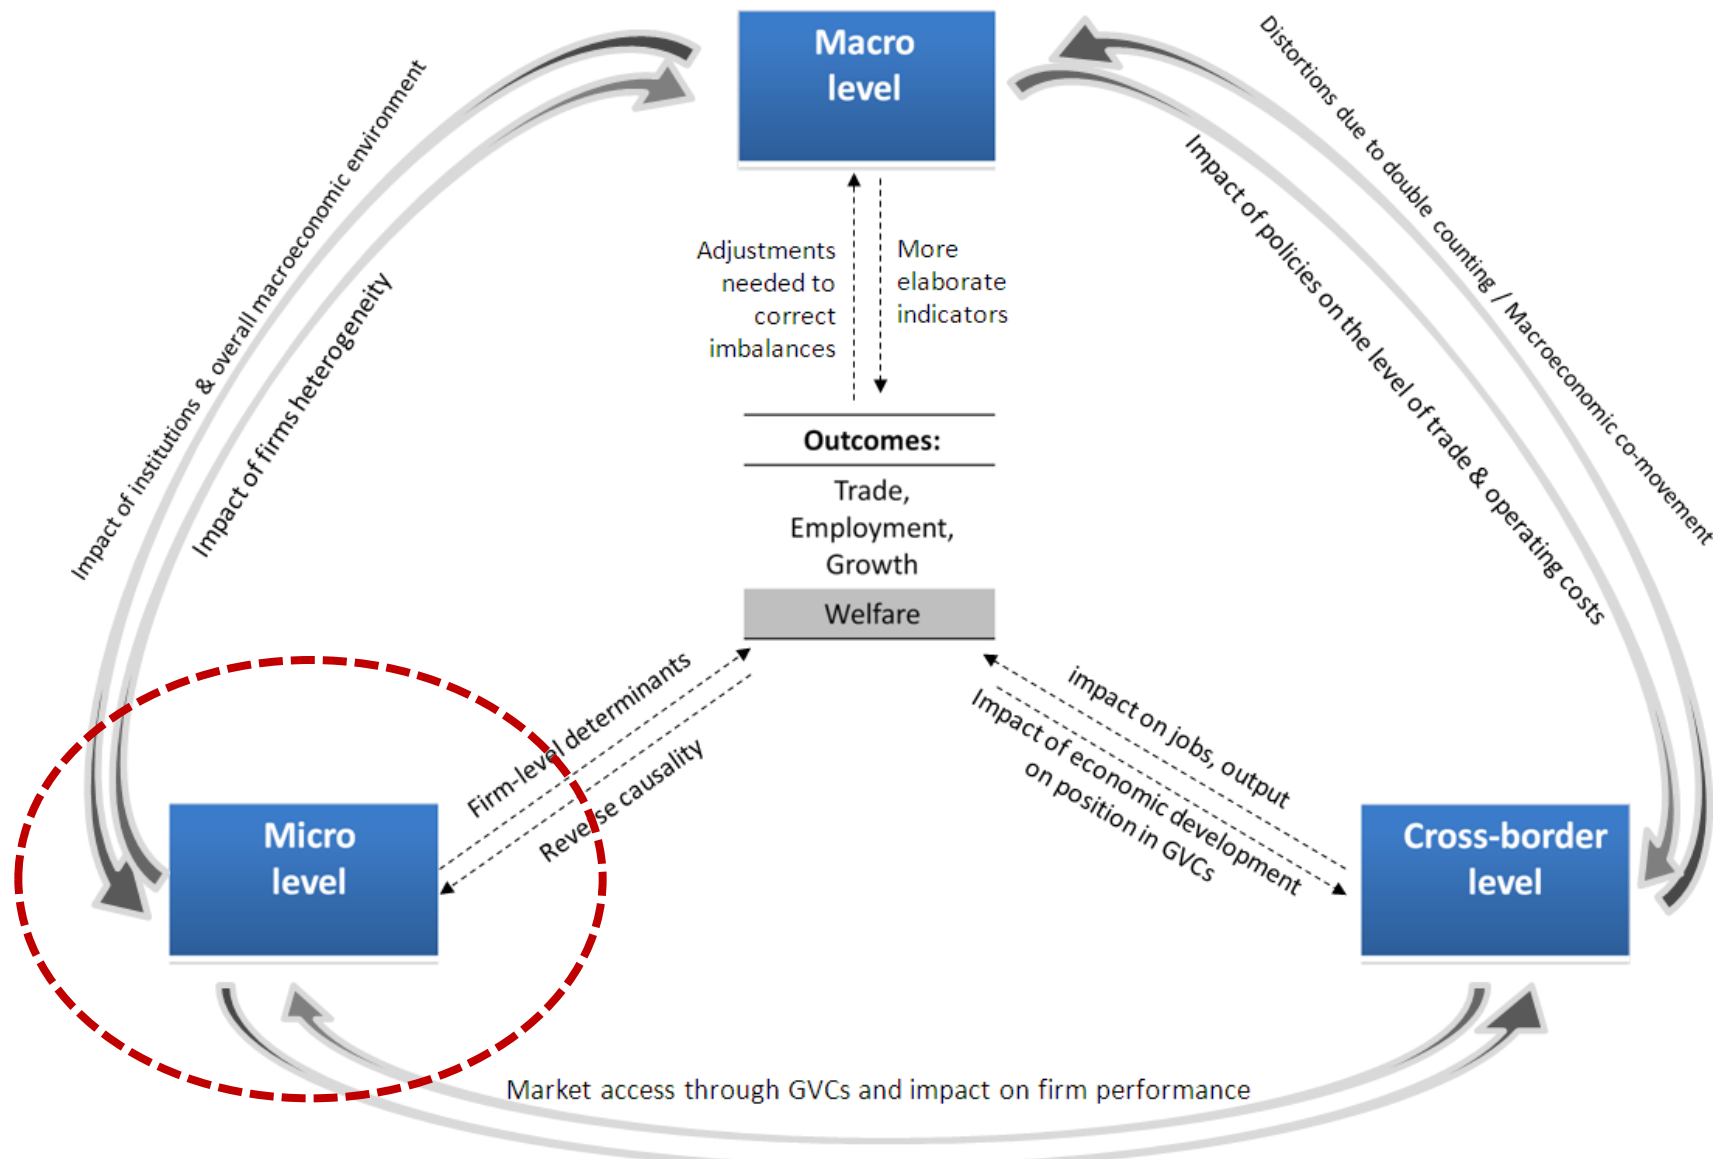 Macro
level
Impact of institutions & overall macroeconomic environment
Impact of firms heterogeneity
Distortions due to double counting / Macroeconomic co-movement
Impact of policies on the level of trade & operating costs
Adjustments
needed to
correct
imbalances
More
elaborate
indicators
Outcomes:
Trade,
Employment,
Growth
Welfare
Firm-level determinants
Reverse causality
impact on jobs, output
Impact of economic development
on position in GVCs
Micro
level
Cross-border
level
Market access through GVCs and impact on firm performance